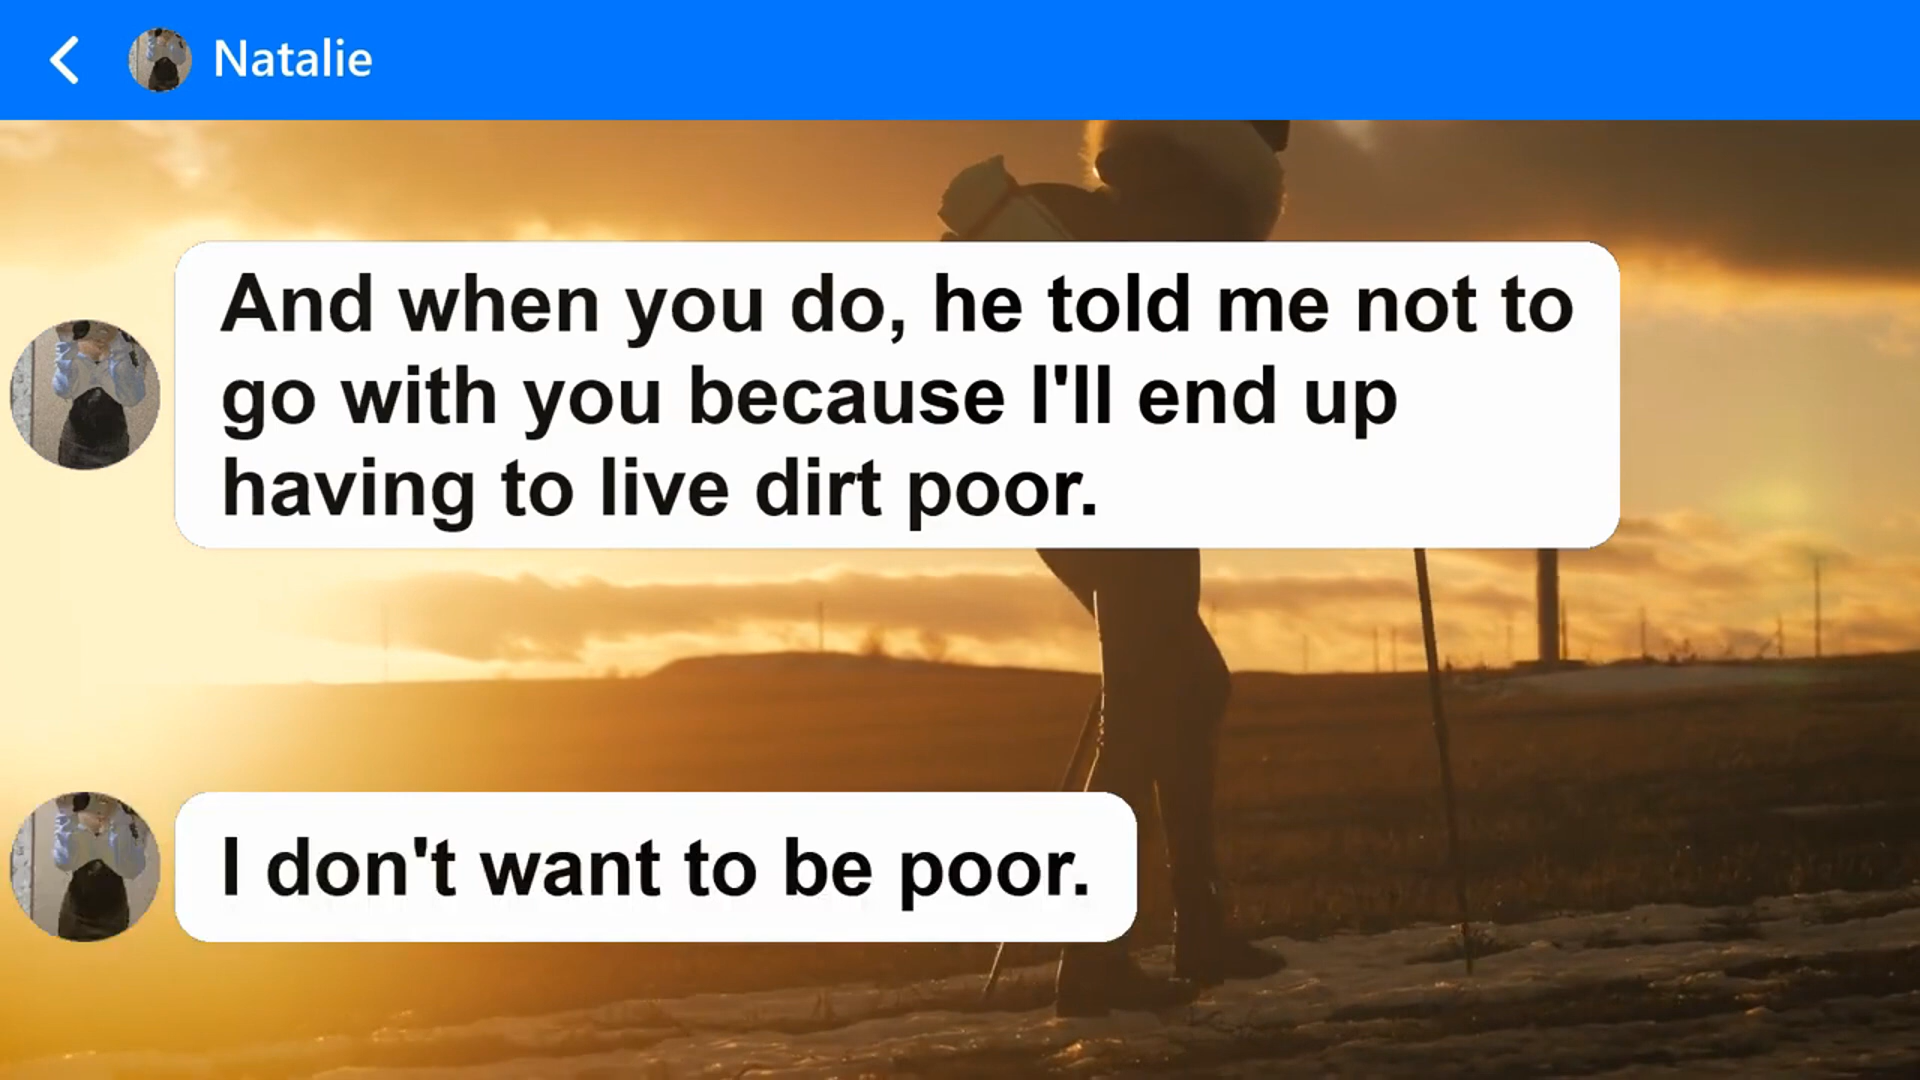 Natalie
And when you do, he told me not to
go with you because I'll end up
having to live dirt poor.
I don't want to be poor.